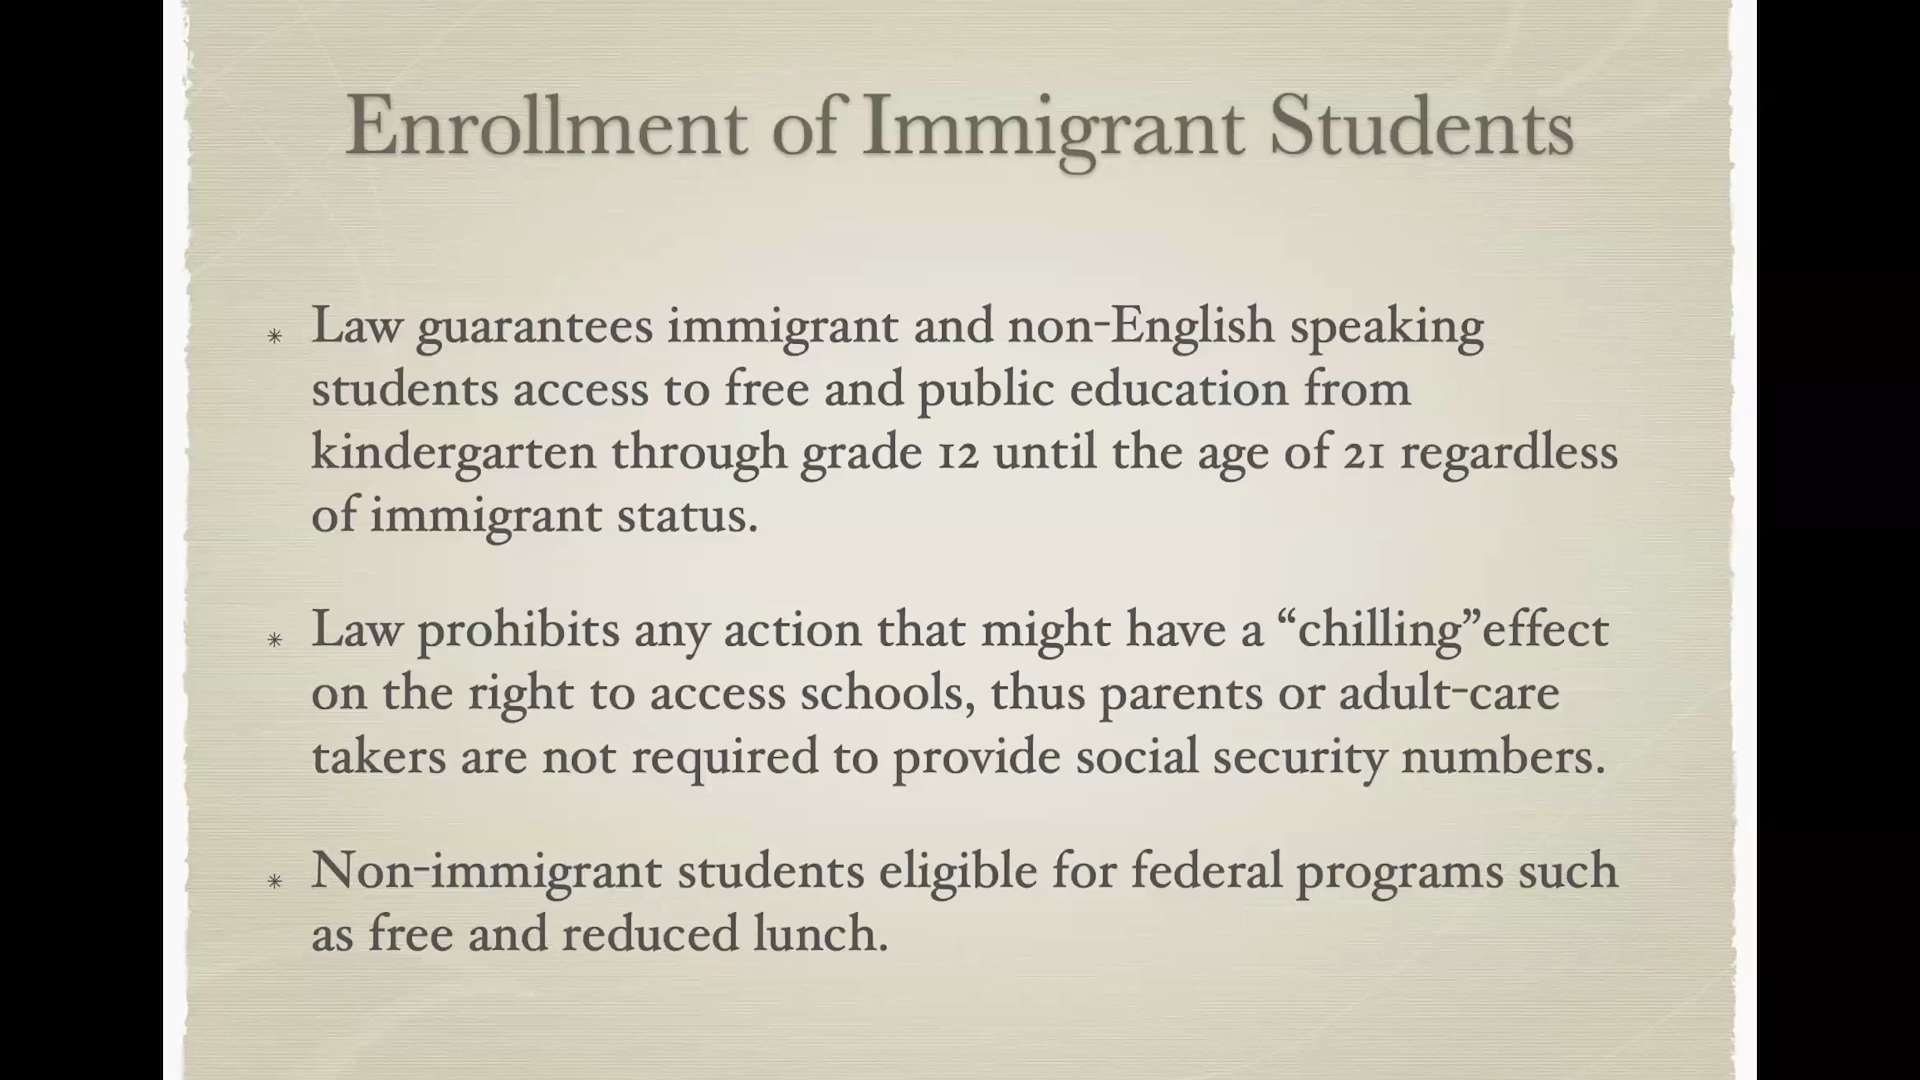 Enrollment of Immigrant Students
* Law guarantees immigrant and non-English speaking
students access to free and public education from
kindergarten through grade 12 until the age of 21 regardless
of immigrant status.
* Law prohibits any action that might have a “chilling”effect
on the right to access schools, thus parents or adult-care
takers are not required to provide social security numbers.
* Non-immigrant students eligible for federal programs such
as free and reduced lunch.